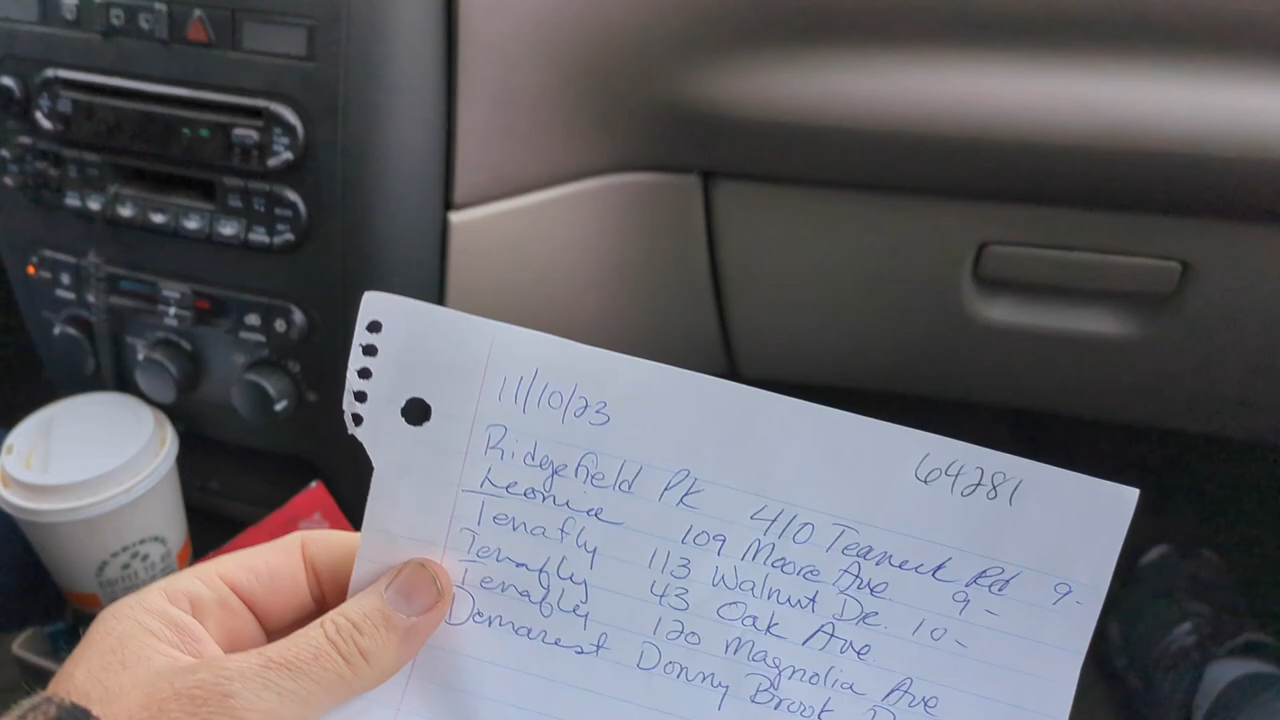 11/10/23
64281
Ridgefield Pk 410 Teaneck Rd 9-
Leonia 109 Moore Ave 9-
Tenafly 113 Walnut Dr. 10-
Tenafly 43 Oak Ave.
Tenafly 120 Magnolia Ave
Demarest Donny Brook